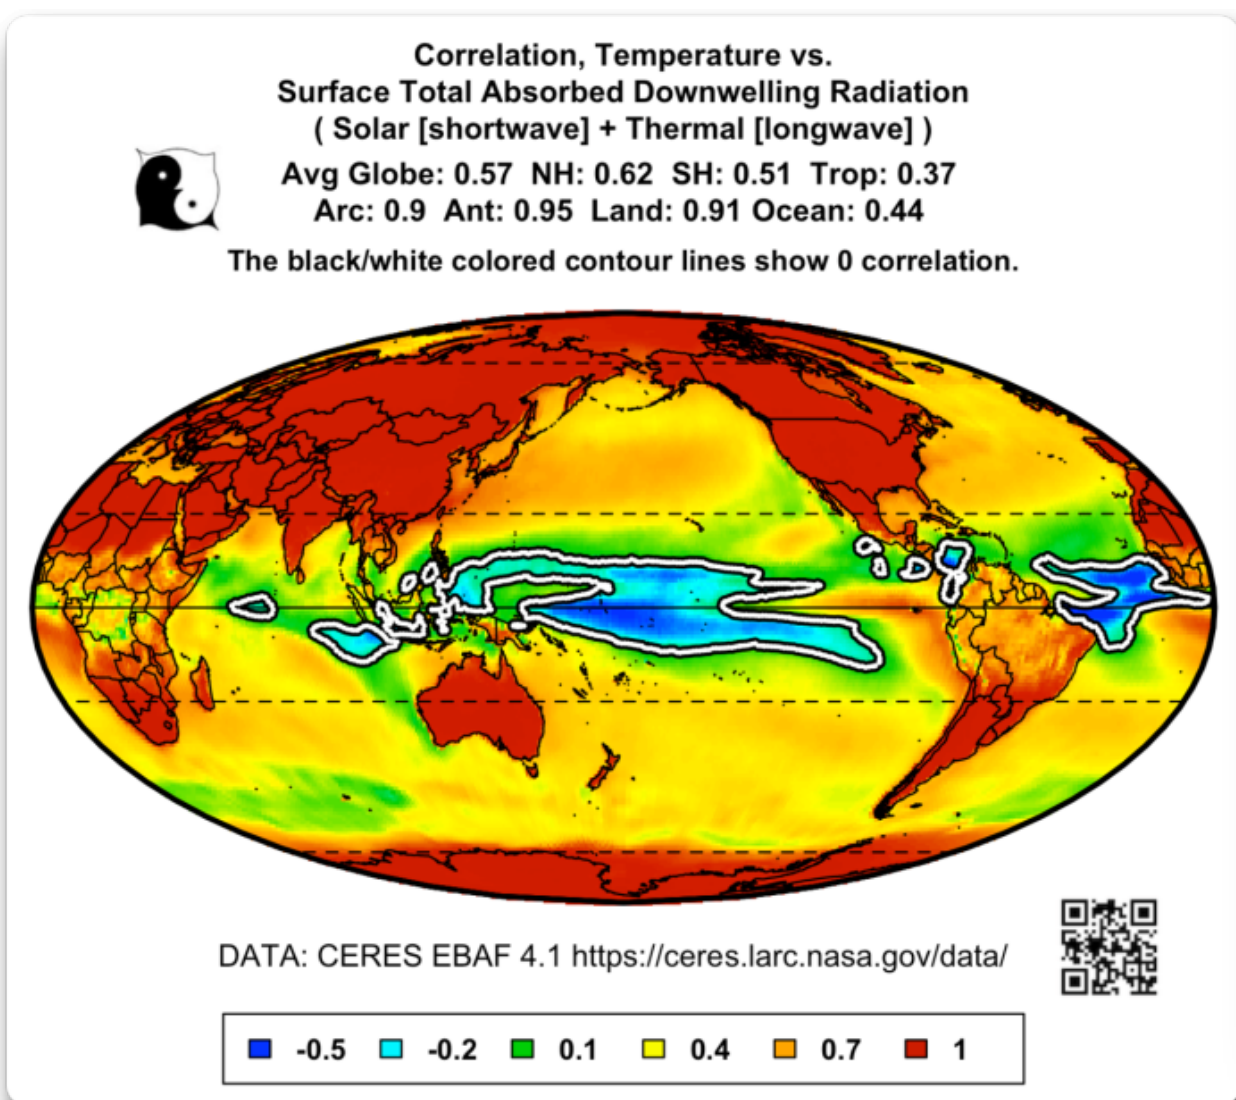 Correlation, Temperature vs.
Surface Total Absorbed Downwelling Radiation
( Solar [shortwave] + Thermal [longwave] )
Avg Globe: 0.57 NH: 0.62 SH: 0.51 Trop: 0.37
Arc: 0.9 Ant: 0.95 Land: 0.91 Ocean: 0.44
The black/white colored contour lines show 0 correlation.
DATA: CERES EBAF 4.1 https://ceres.larc.nasa.gov/data/
-0.5 -0.2 0.1 0.4 0.7 1